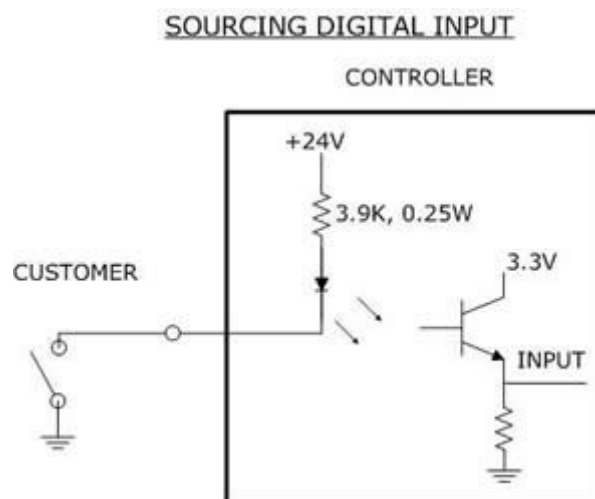 SOURCING DIGITAL INPUT
CONTROLLER
+24V
3.9K, 0.25W
CUSTOMER
3.3V
INPUT